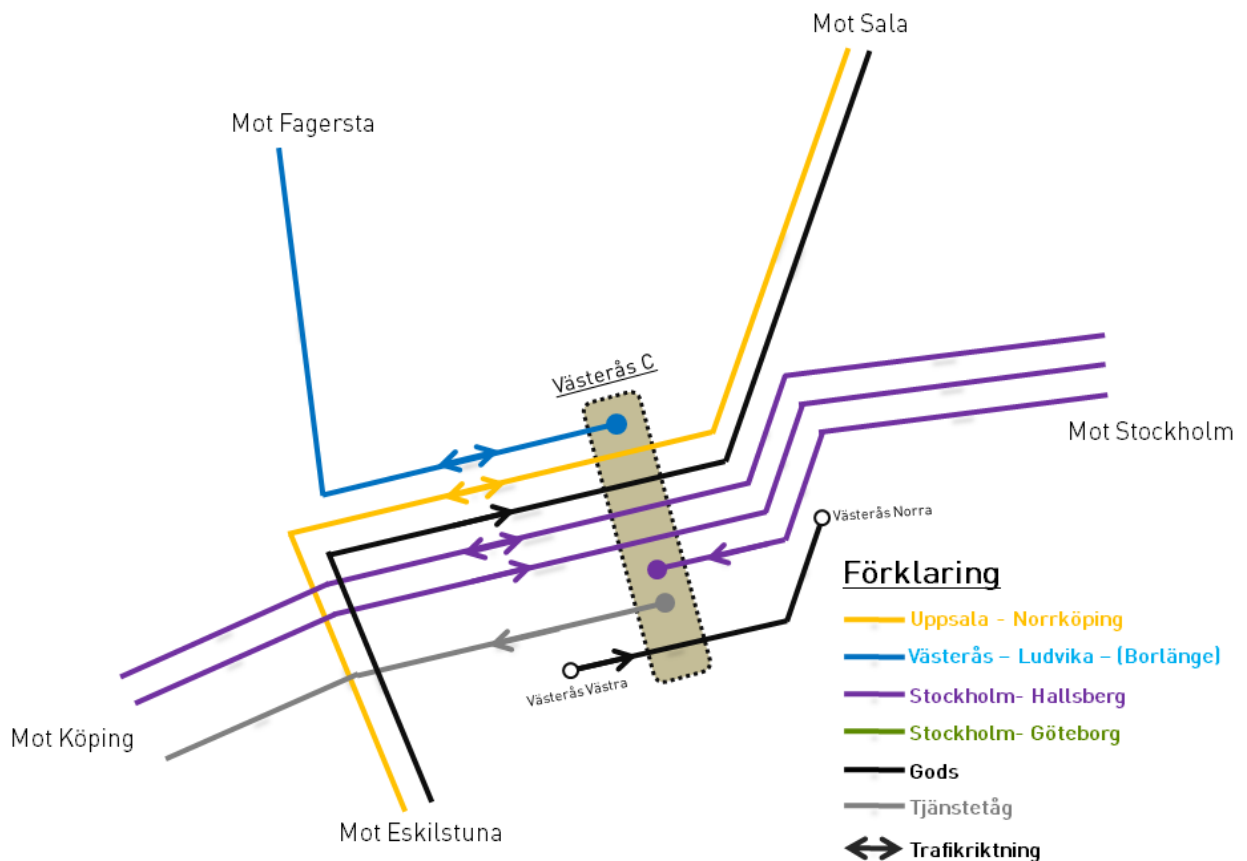 Mot Sala
Mot Fagersta
Västerås C
Mot Stockholm
Västerås Norra
Västerås Västra
Mot Köping
Mot Eskilstuna
Förklaring
Uppsala - Norrköping
Västerås – Ludvika – (Borlänge)
Stockholm- Hallsberg
Stockholm- Göteborg
Gods
Tjänstetåg
Trafikriktning